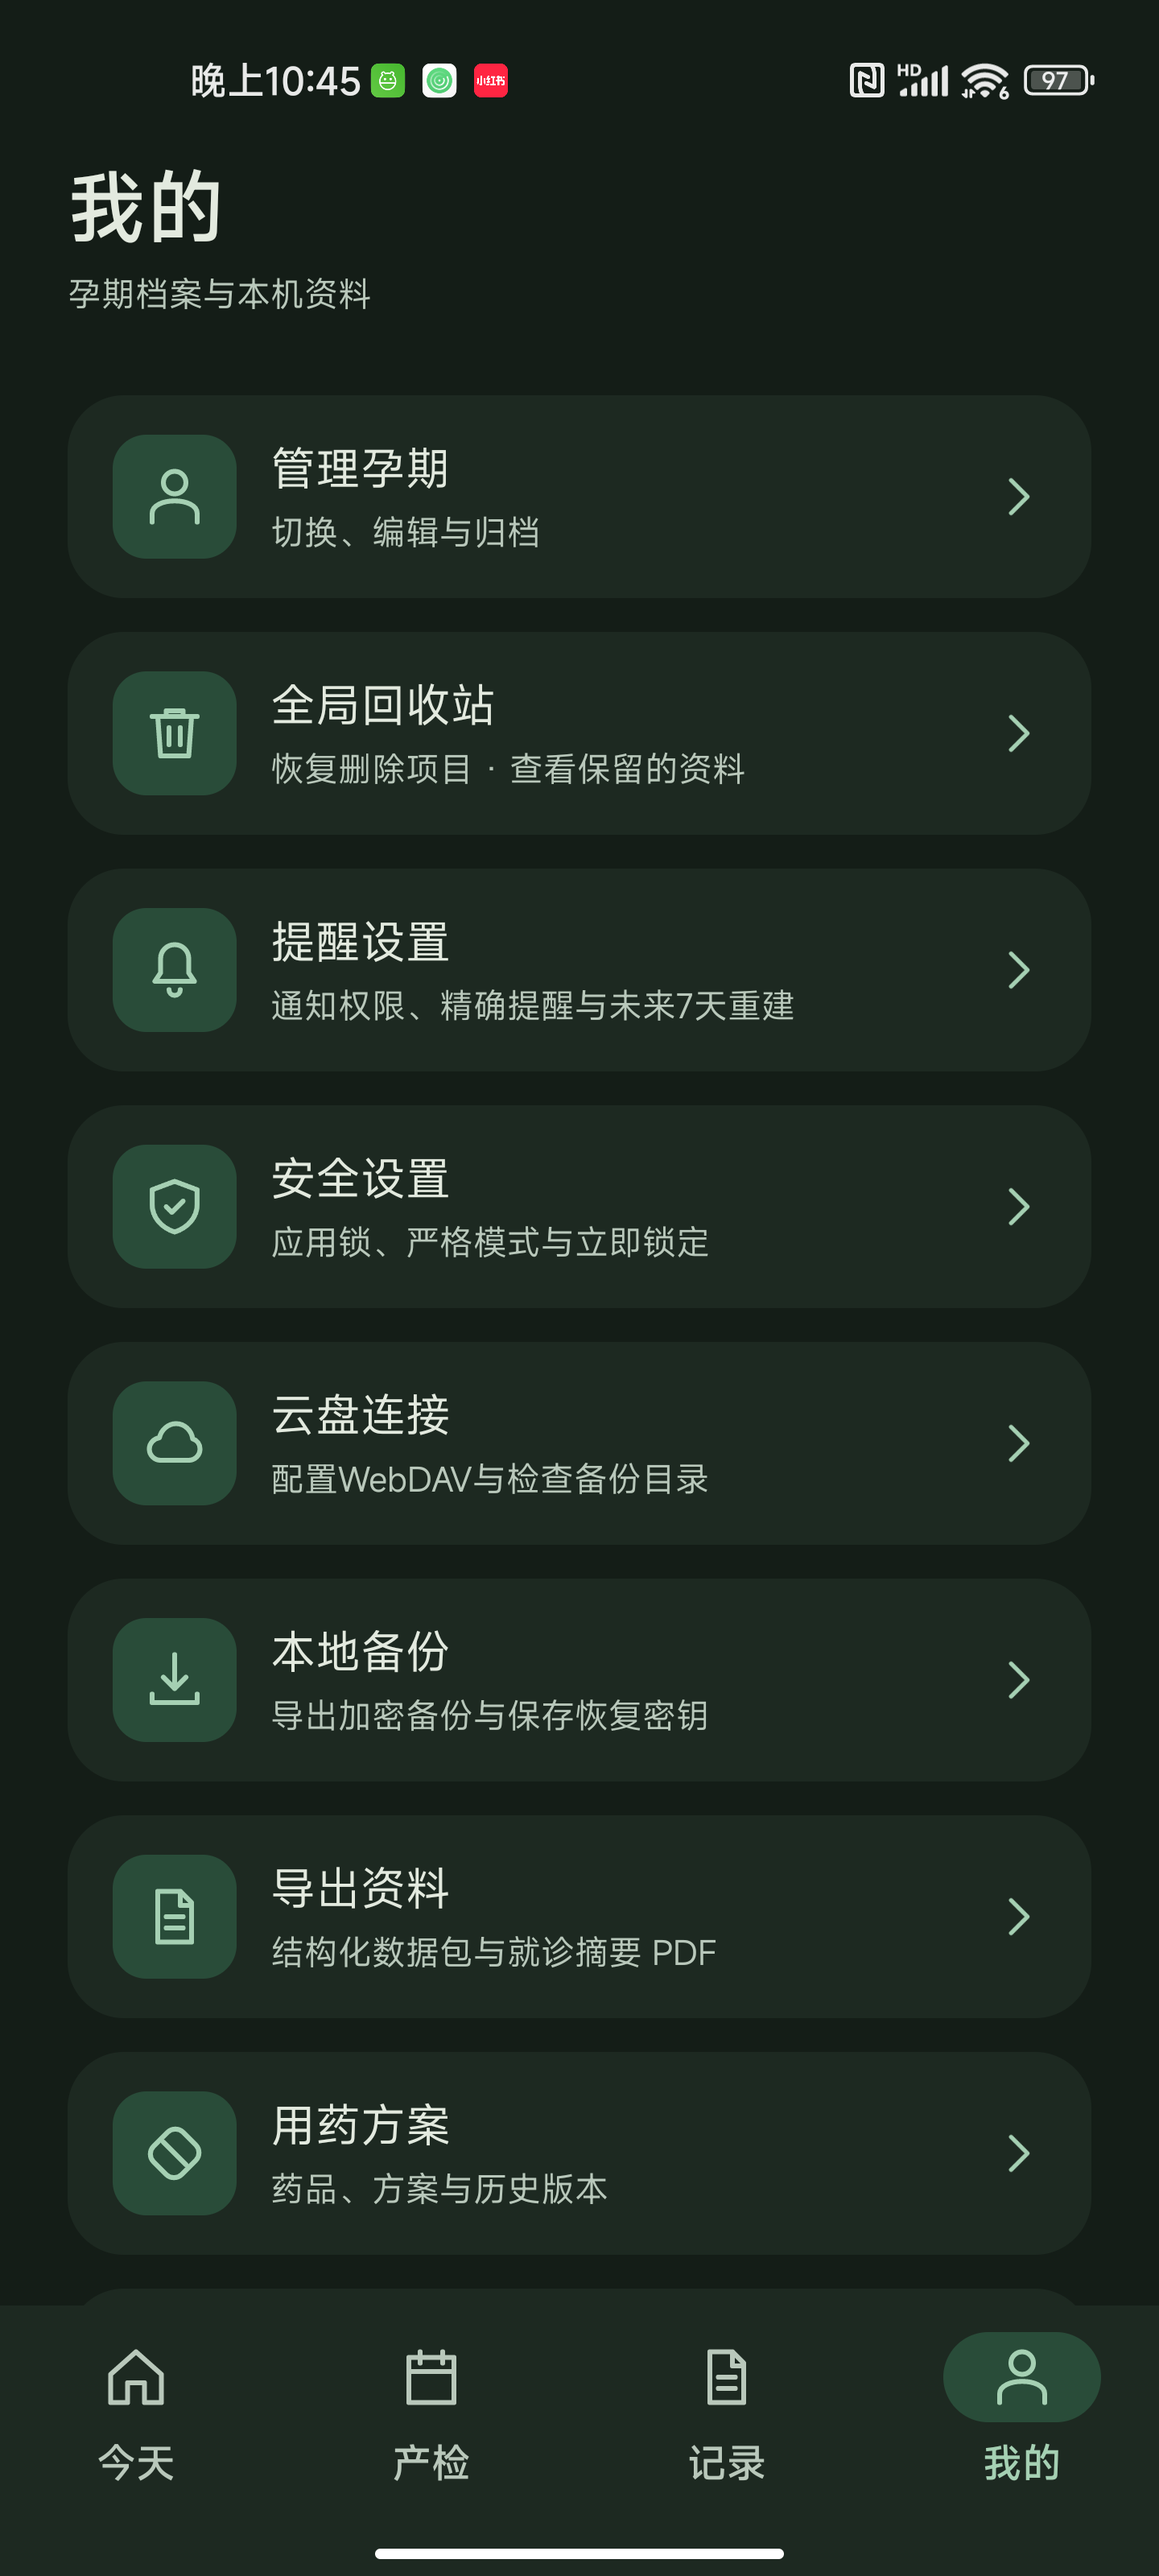 晚上10:45 小红书 HD 6 97
我的
孕期档案与本机资料
管理孕期
切换、编辑与归档
全局回收站
恢复删除项目 · 查看保留的资料
提醒设置
通知权限、精确提醒与未来7天重建
安全设置
应用锁、严格模式与立即锁定
云盘连接
配置WebDAV与检查备份目录
本地备份
导出加密备份与保存恢复密钥
导出资料
结构化数据包与就诊摘要 PDF
用药方案
药品、方案与历史版本
今天 产检 记录 我的